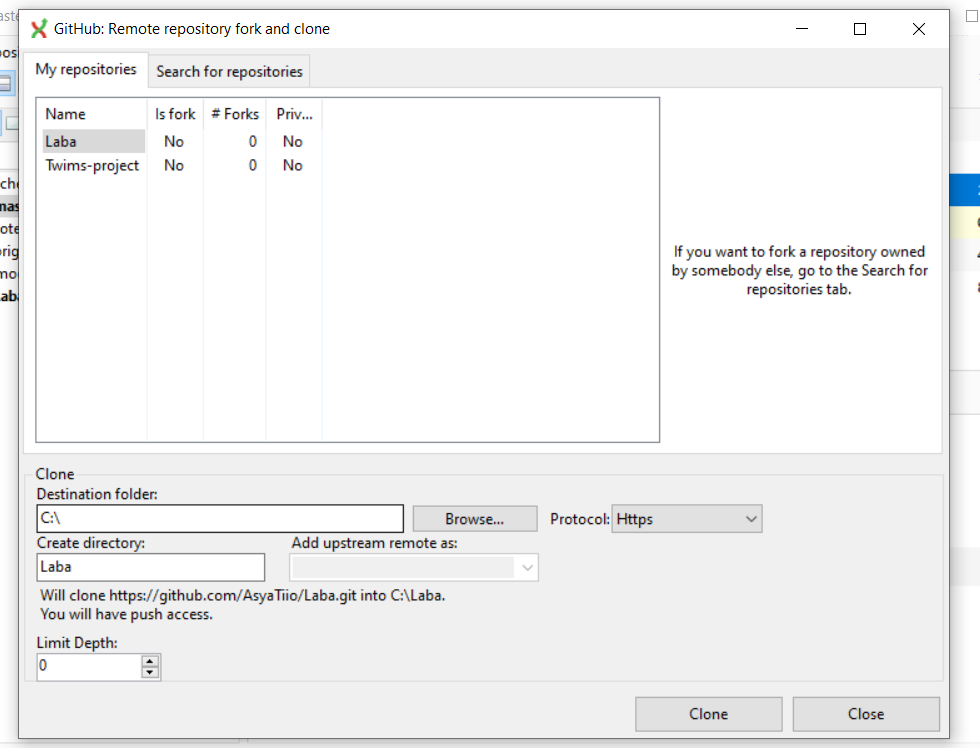 GitHub: Remote repository fork and clone
My repositories
Search for repositories
Name Is fork # Forks Priv...
Laba No 0 No
Twims-project No 0 No
If you want to fork a repository owned
by somebody else, go to the Search for
repositories tab.
Clone
Destination folder:
C:\ Browse... Protocol: Https
Create directory: Add upstream remote as:
Laba
Will clone https://github.com/AsyaTiio/Laba.git into C:\Laba.
You will have push access.
Limit Depth:
0
Clone Close